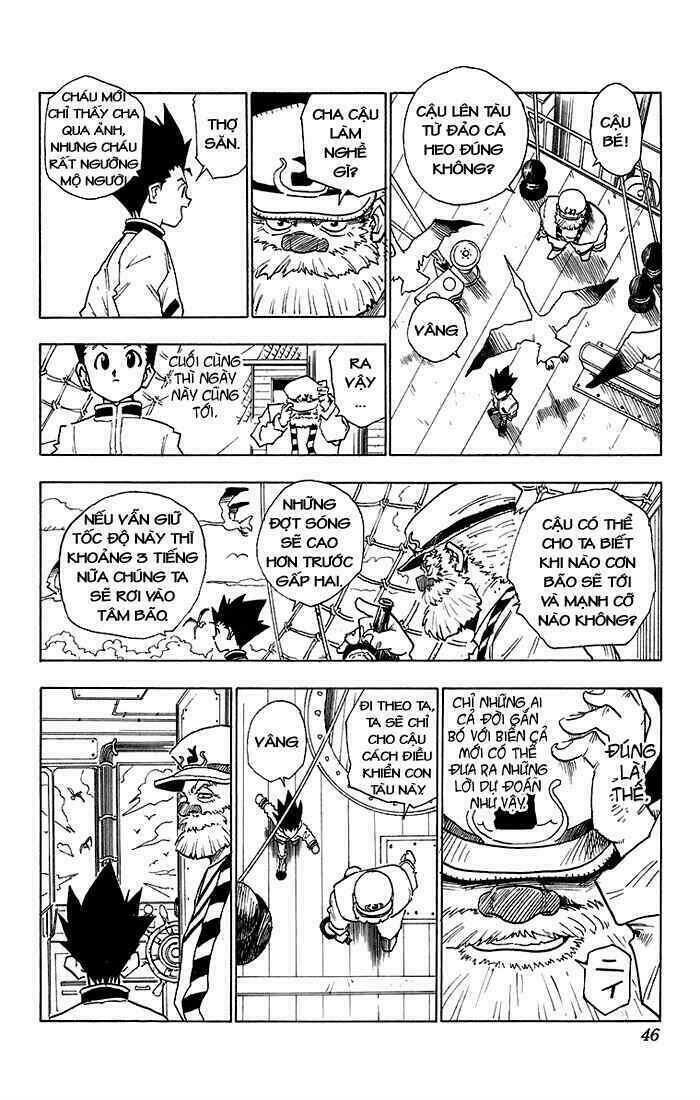 CẬU
BÉ!
CẬU LÊN TÀU
TỪ ĐẢO CÁ
HEO ĐÚNG
KHÔNG?
VÂNG
CHA CẬU
LÀM
NGHỀ
GÌ?
THỢ
SĂN.
CHÁU MỚI
CHỈ THẤY CHA
QUA ẢNH,
NHƯNG CHÁU
RẤT NGƯỠNG
MỘ NGƯỜI.
RA
VẬY
...
CUỐI CÙNG
THÌ NGÀY
NÀY CŨNG
TỚI.
CẬU CÓ THỂ
CHO TA BIẾT
KHI NÀO CƠN
BÃO SẼ TỚI
VÀ MẠNH CỠ
NÀO KHÔNG?
NHỮNG
ĐỢT SÓNG
SẼ CAO
HƠN TRƯỚC
GẤP HAI.
NẾU VẪN GIỮ
TỐC ĐỘ NÀY THÌ
KHOẢNG 3 TIẾNG
NỮA CHÚNG TA
SẼ RƠI VÀO
TÂM BÃO.
ĐÚNG
LÀ
THẾ.
CHỈ NHỮNG AI
CẢ ĐỜI GẮN
BÓ VỚI BIỂN CẢ
MỚI CÓ THỂ
ĐƯA RA NHỮNG
LỜI DỰ ĐOÁN
NHƯ VẬY.
ニィ
ĐI THEO TA,
TA SẼ CHỈ
CHO CẬU
CÁCH ĐIỀU
KHIỂN CON
TÀU NÀY.
VÂNG
46